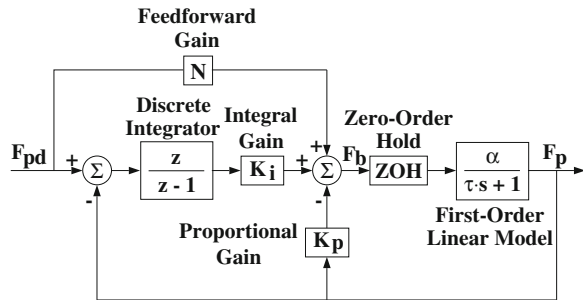 Feedforward
Gain
N
Discrete
Integrator
Integral
Gain
Zero-Order
Hold
F_pd
+
Σ
-
z
z - 1
K_i
+
+
Σ
-
F_b
ZOH
α
τ·s + 1
F_p
First-Order
Linear Model
Proportional
Gain
K_p